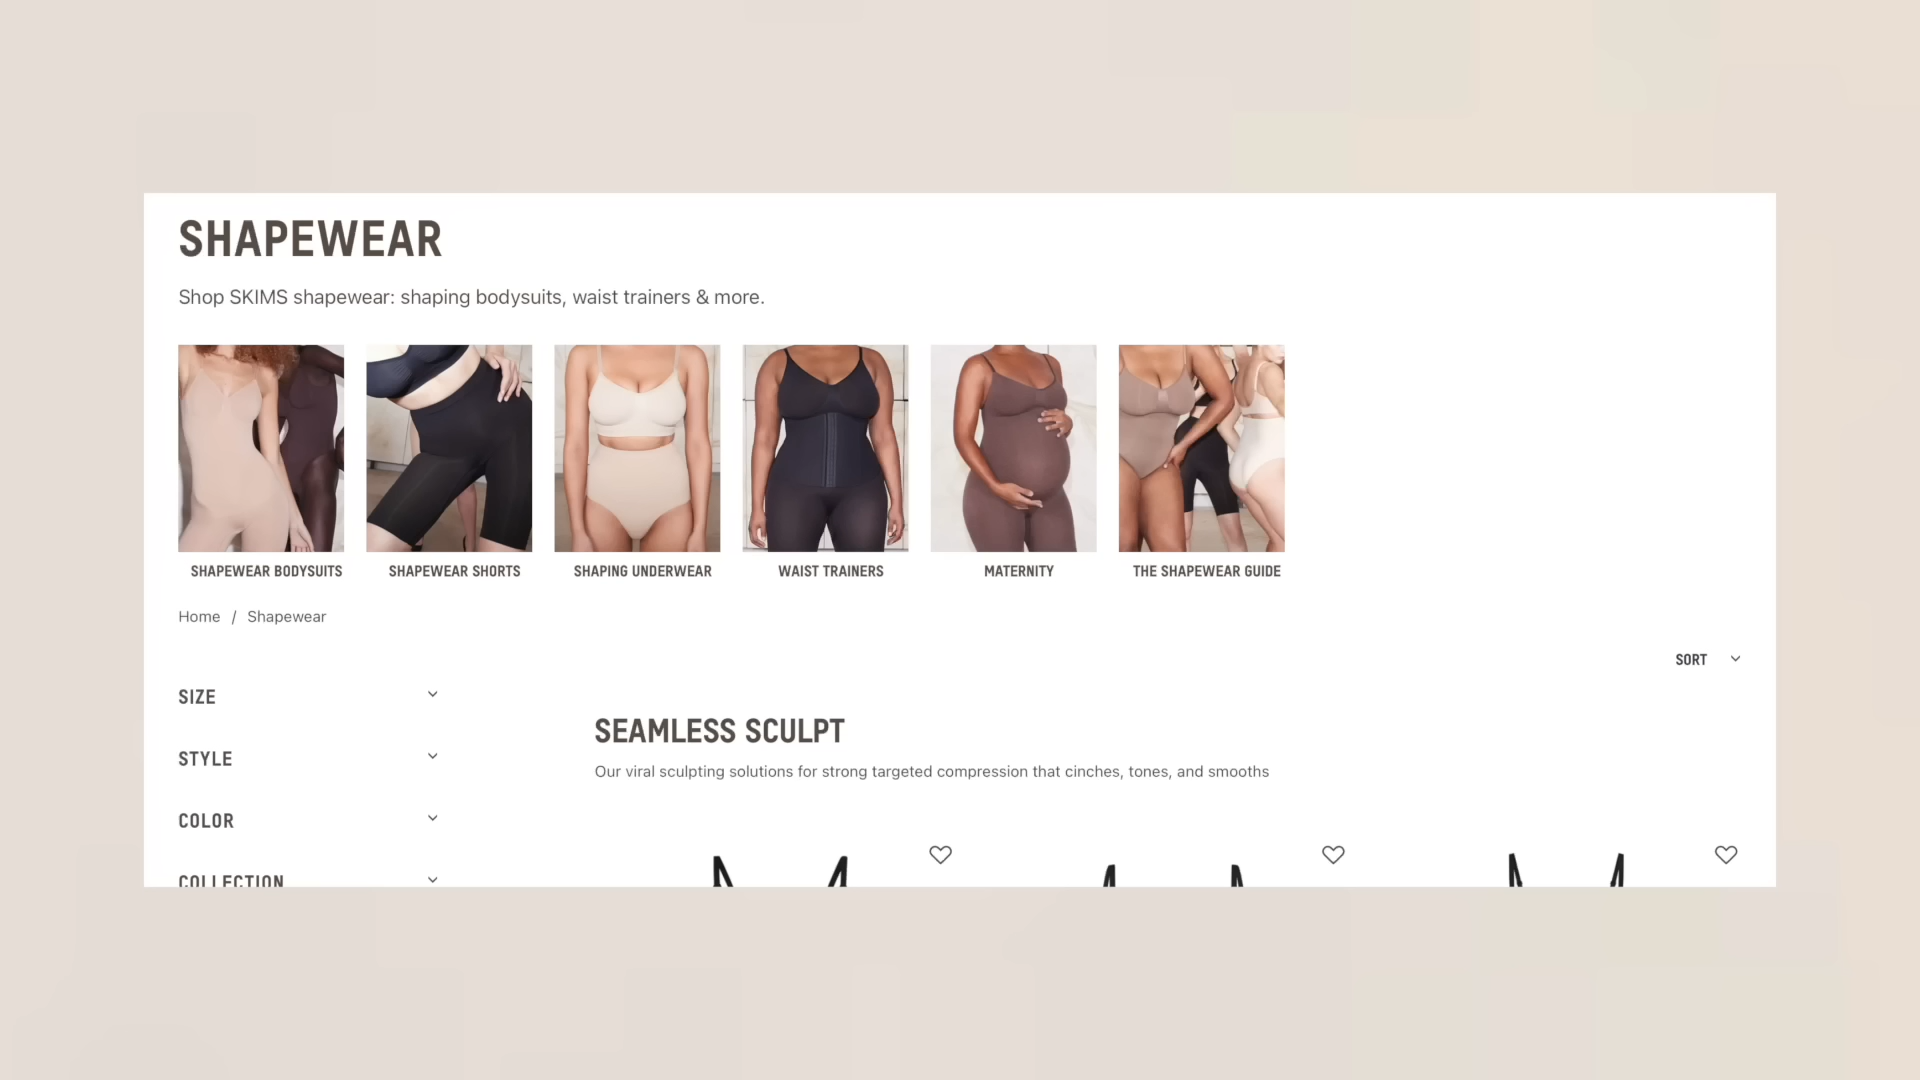 SHAPEWEAR
Shop SKIMS shapewear: shaping bodysuits, waist trainers & more.
SHAPEWEAR BODYSUITS
SHAPEWEAR SHORTS
SHAPING UNDERWEAR
WAIST TRAINERS
MATERNITY
THE SHAPEWEAR GUIDE
Home / Shapewear
SORT
SIZE
STYLE
COLOR
COLLECTION
SEAMLESS SCULPT
Our viral sculpting solutions for strong targeted compression that cinches, tones, and smooths